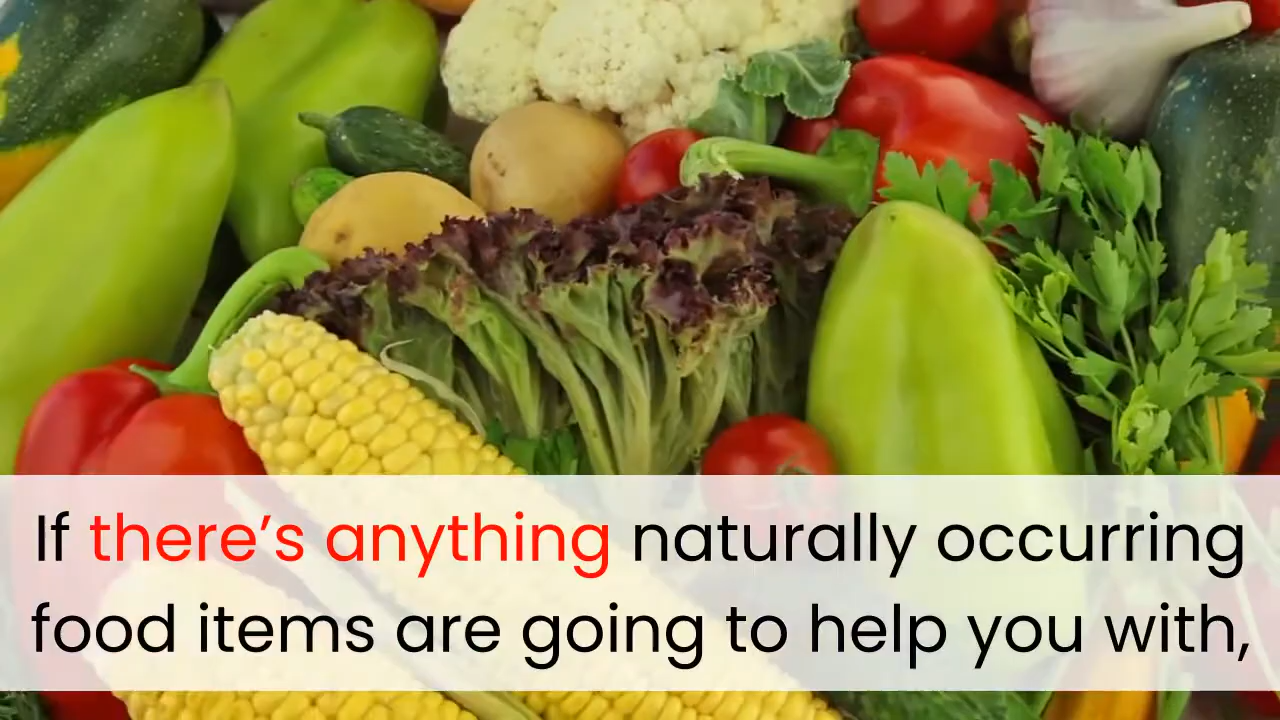 If there’s anything naturally occurring
food items are going to help you with,